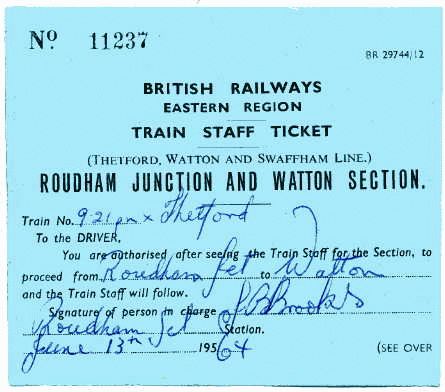 No. 11237
BR 29744/12
BRITISH RAILWAYS
EASTERN REGION
TRAIN STAFF TICKET
(THETFORD, WATTON AND SWAFFHAM LINE.)
ROUDHAM JUNCTION AND WATTON SECTION.
Train No. 9-21 pm x Thetford
To the DRIVER,
You are authorised after seeing the Train Staff for the Section, to
proceed from Roudham Jct to Watton
and the Train Staff will follow.
Signature of person in charge S B Brooks
Roudham Jct Station.
June 13th 195 64
(SEE OVER